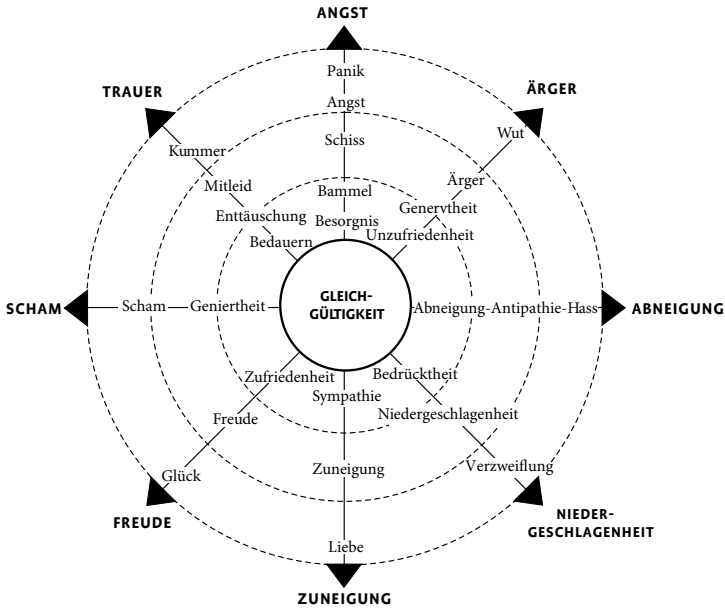 ANGST
Panik
TRAUER
ÄRGER
Angst
Wut
Schiss
Kummer
Ärger
Mitleid
Bammel
Genervtheit
Enttäuschung
Besorgnis
Unzufriedenheit
Bedauern
GLEICH-
GÜLTIGKEIT
SCHAM
Scham
Geniertheit
Abneigung-Antipathie-Hass
ABNEIGUNG
Zufriedenheit
Bedrücktheit
Sympathie
Freude
Niedergeschlagenheit
Zuneigung
Verzweiflung
Glück
FREUDE
NIEDER-
GESCHLAGENHEIT
Liebe
ZUNEIGUNG